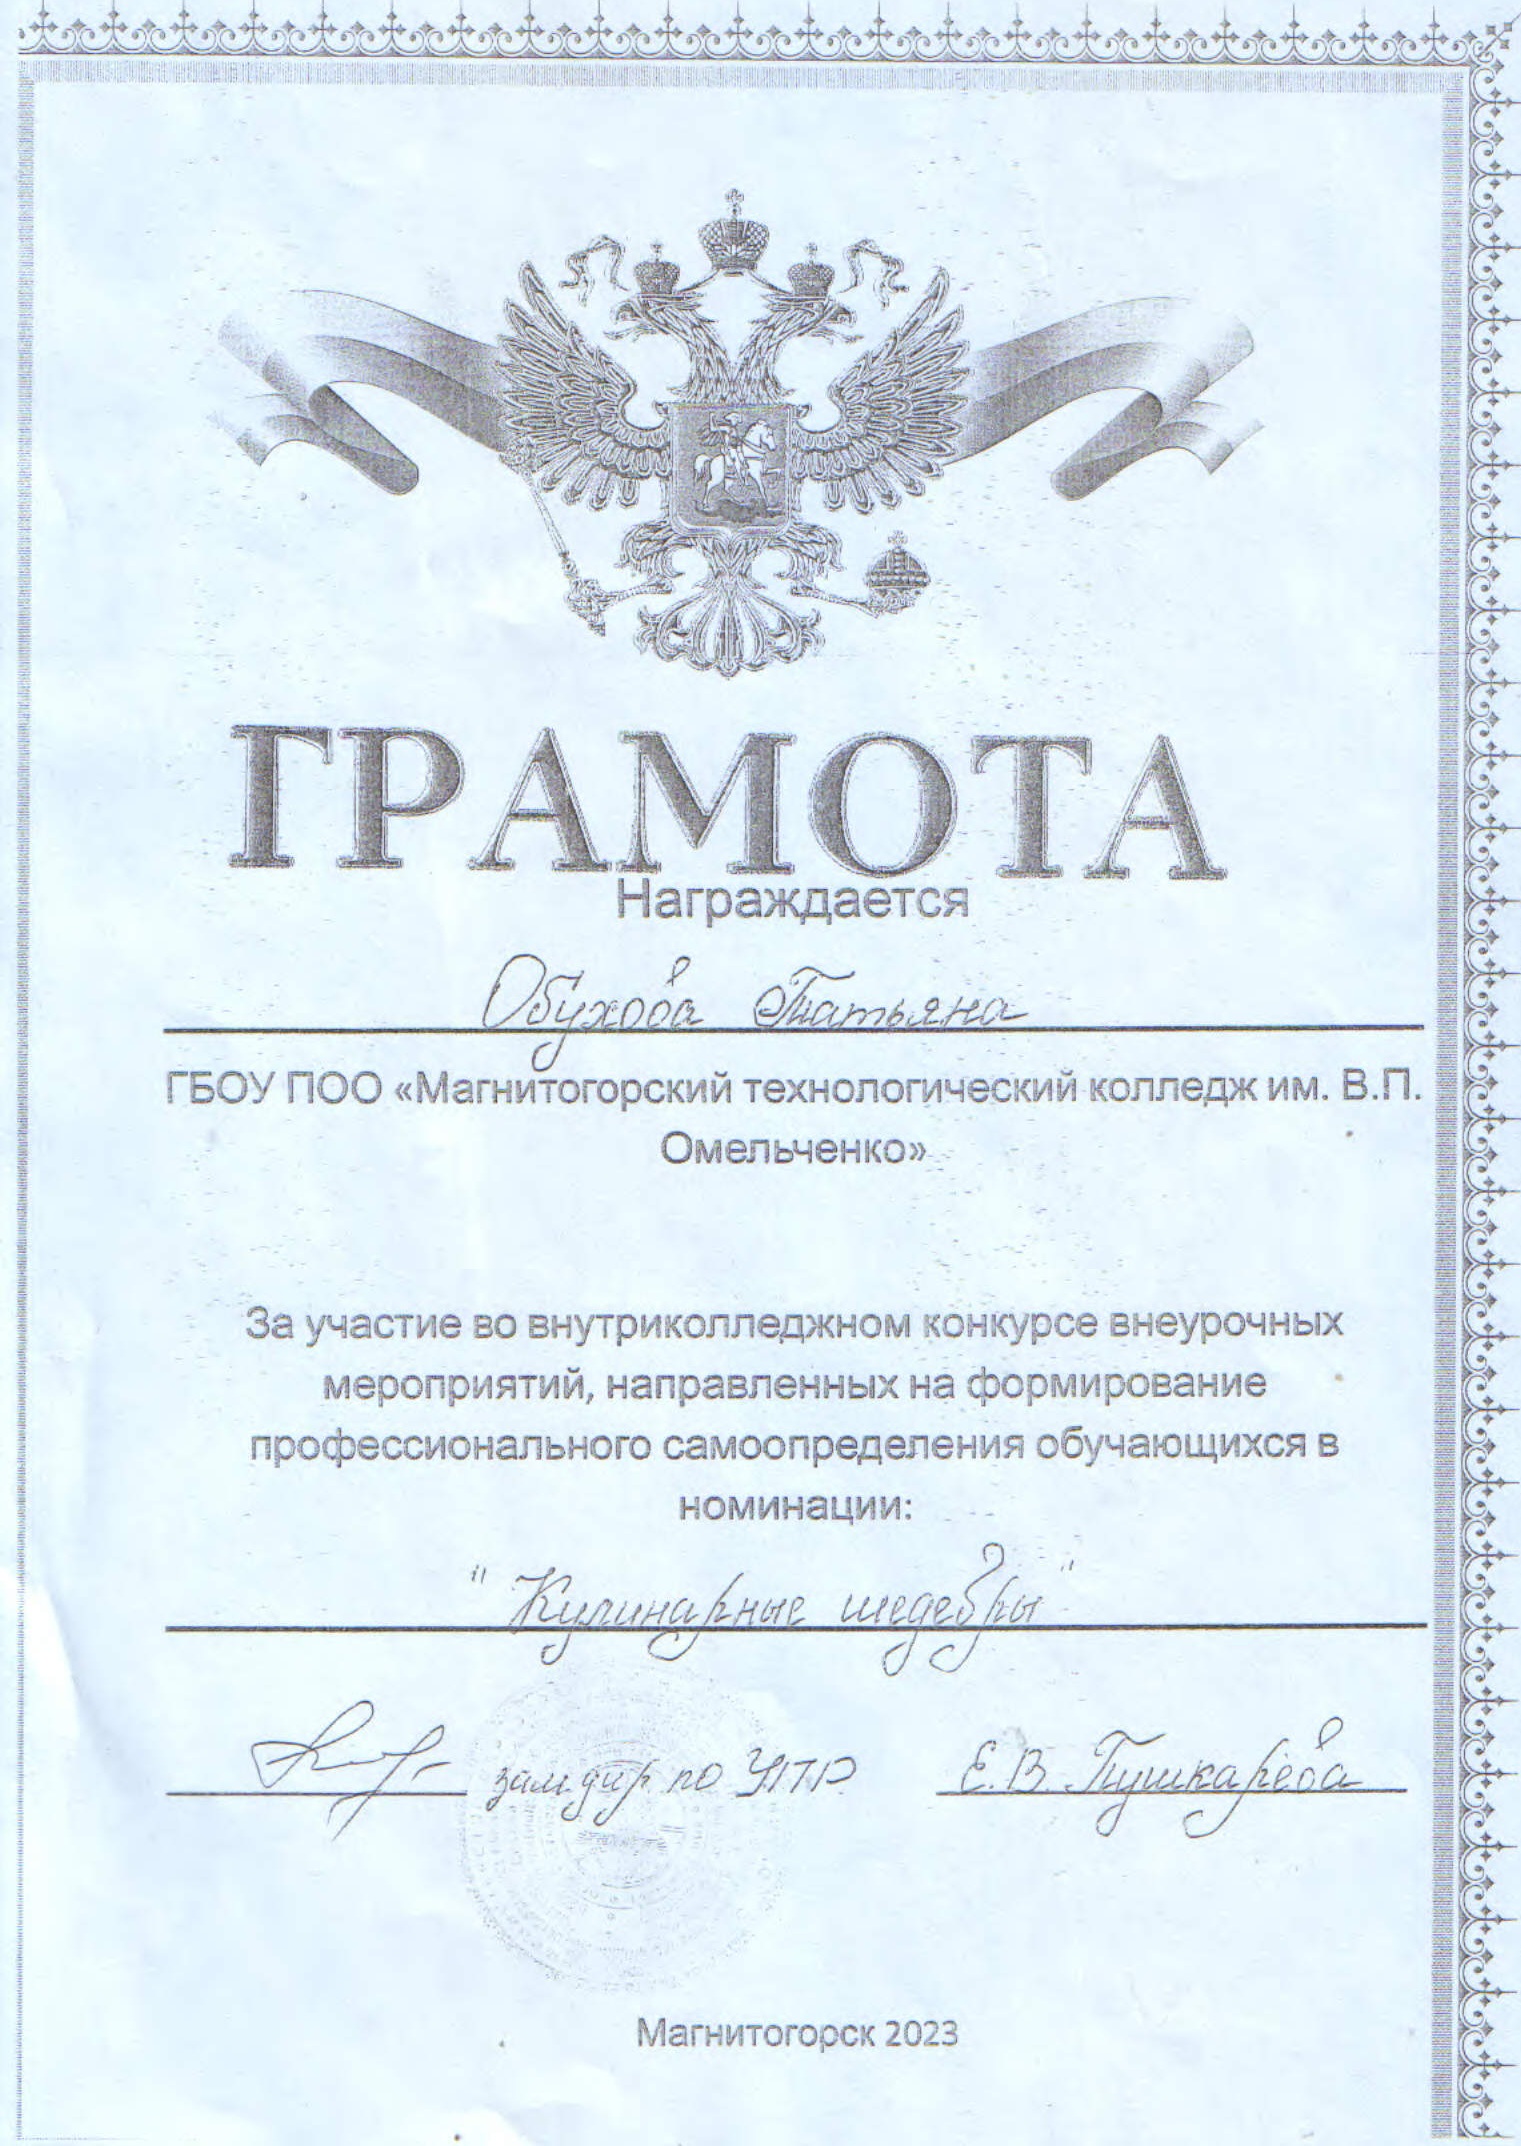 ГРАМОТА
Награждается
Обухова Татьяна
ГБОУ ПОО «Магнитогорский технологический колледж им. В.П.
Омельченко»
За участие во внутриколледжном конкурсе внеурочных
мероприятий, направленных на формирование
профессионального самоопределения обучающихся в
номинации:
"Кулинарные шедевры"
зам дир по УПР Е.В. Пушкарева
Магнитогорск 2023